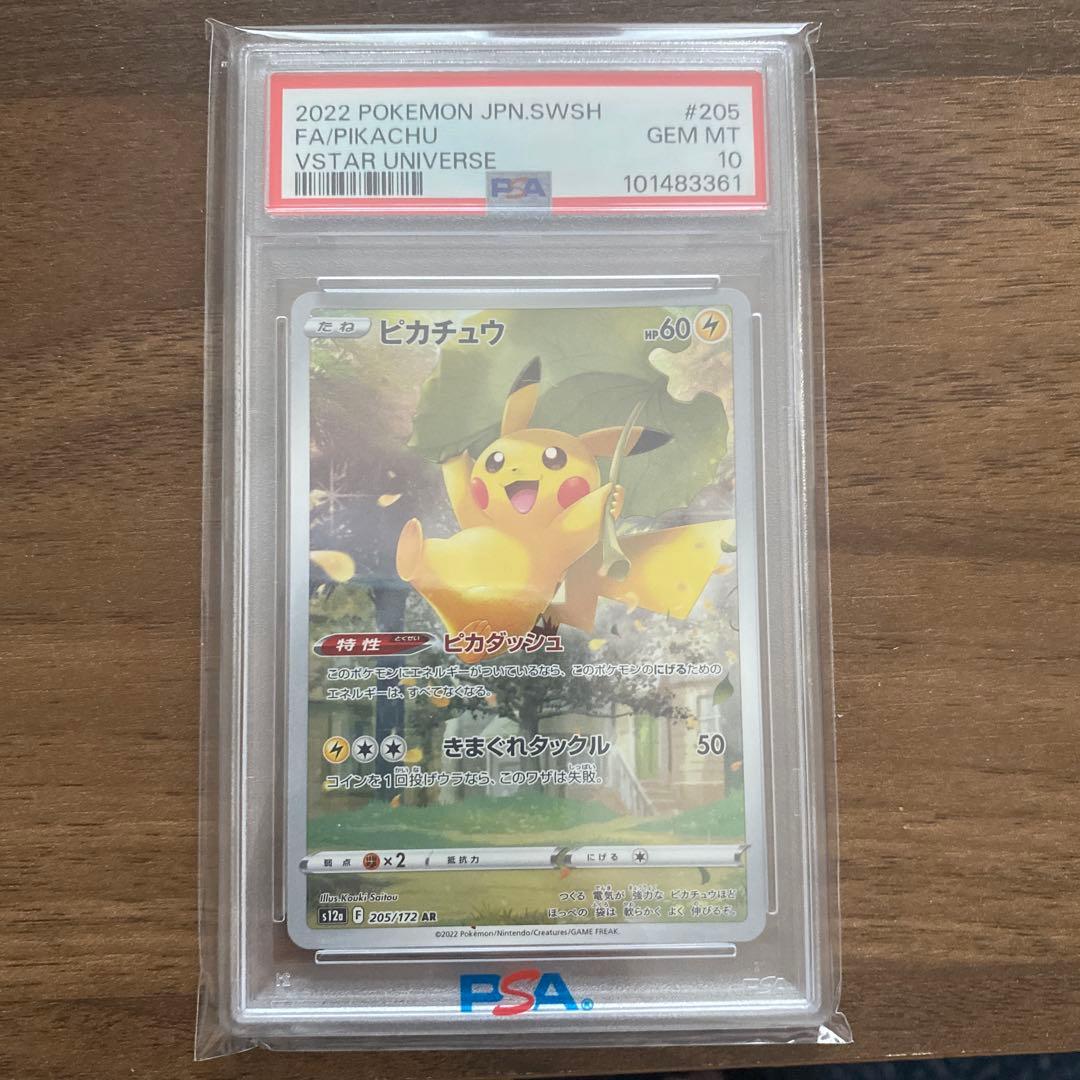 2022 POKEMON JPN.SWSH #205
FA/PIKACHU GEM MT
VSTAR UNIVERSE 10
PSA 101483361
たね ピカチュウ HP60
特性 とくせい ピカダッシュ
このポケモンにエネルギーがついているなら、このポケモンのにげるための
エネルギーは、すべてなくなる。
きまぐれタックル 50
コインを1回投げウラなら、このワザは失敗。
弱点 ×2 抵抗力 にげる
Illus.Kouki Saitou
つくる 電気が 強力な ピカチュウほど
ほっぺの 袋は 軟らかく よく 伸びるぞ。
s12a F 205/172 AR
©2022 Pokémon/Nintendo/Creatures/GAME FREAK.
PSA®